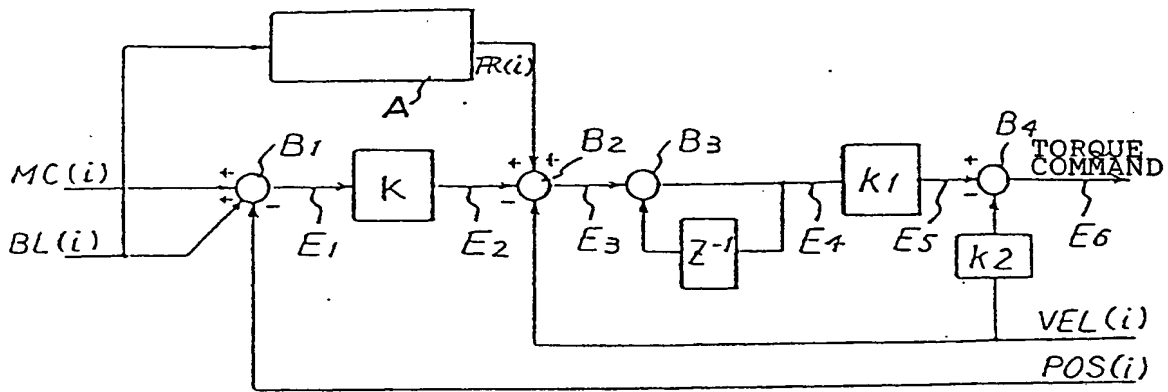 PR(i)
A
B1
B2
B3
B4
TORQUE
COMMAND
MC(i)
+
+
-
K
+
+
-
k1
+
-
BL(i)
E1
E2
E3
Z-1
E4
E5
k2
E6
VEL(i)
POS(i)